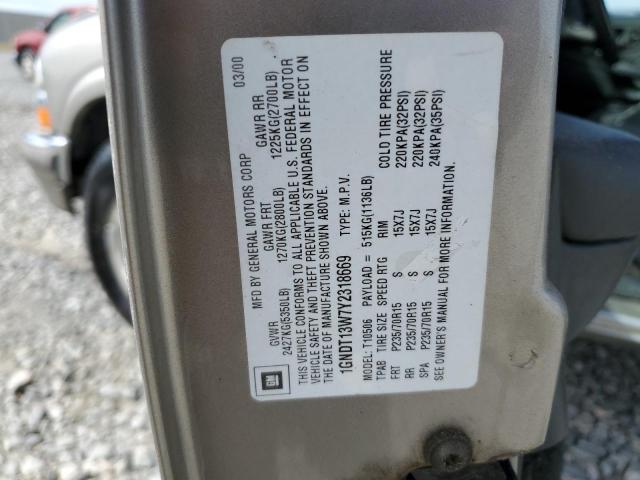 MFD BY GENERAL MOTORS CORP 03/00
GVWR GAWR FRT GAWR RR
2427KG(5350LB) 1270KG(2800LB) 1225KG(2700LB)
THIS VEHICLE CONFORMS TO ALL APPLICABLE U.S. FEDERAL MOTOR
VEHICLE SAFETY AND THEFT PREVENTION STANDARDS IN EFFECT ON
THE DATE OF MANUFACTURE SHOWN ABOVE.
1GNDT13W7Y2318669 TYPE: M.P.V.
MODEL: T10506 PAYLOAD = 515KG(1136LB)
TPAB TIRE SIZE SPEED RTG RIM COLD TIRE PRESSURE
FRT P235/70R15 S 15X7J 220KPA(32PSI)
RR P235/70R15 S 15X7J 220KPA(32PSI)
SPA P235/70R15 S 15X7J 240KPA(35PSI)
SEE OWNER'S MANUAL FOR MORE INFORMATION.
GM